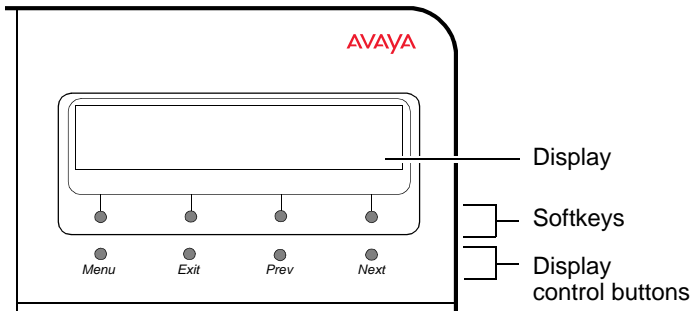 AVAYA
Display
Softkeys
Menu Exit Prev Next
Display
control buttons